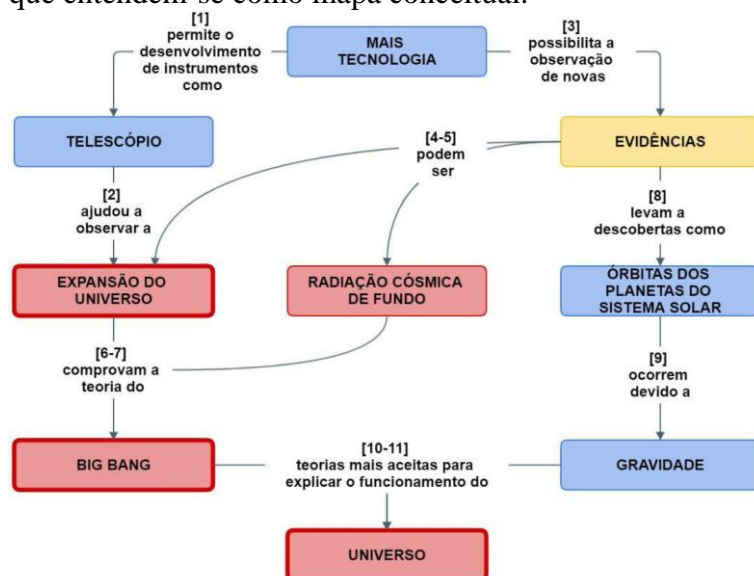 que entendem-se como mapa conceitual.
[1]
permite o
desenvolvimento
de instrumentos
como
MAIS
TECNOLOGIA
[3]
possibilita a
observação
de novas
TELESCÓPIO
[4-5]
podem
ser
EVIDÊNCIAS
[2]
ajudou a
observar a
[8]
levam a
descobertas como
EXPANSÃO DO
UNIVERSO
RADIAÇÃO CÓSMICA
DE FUNDO
ÓRBITAS DOS
PLANETAS DO
SISTEMA SOLAR
[6-7]
comprovam a
teoria do
[9]
ocorrem
devido a
BIG BANG
[10-11]
teorias mais aceitas para
explicar o funcionamento do
GRAVIDADE
UNIVERSO